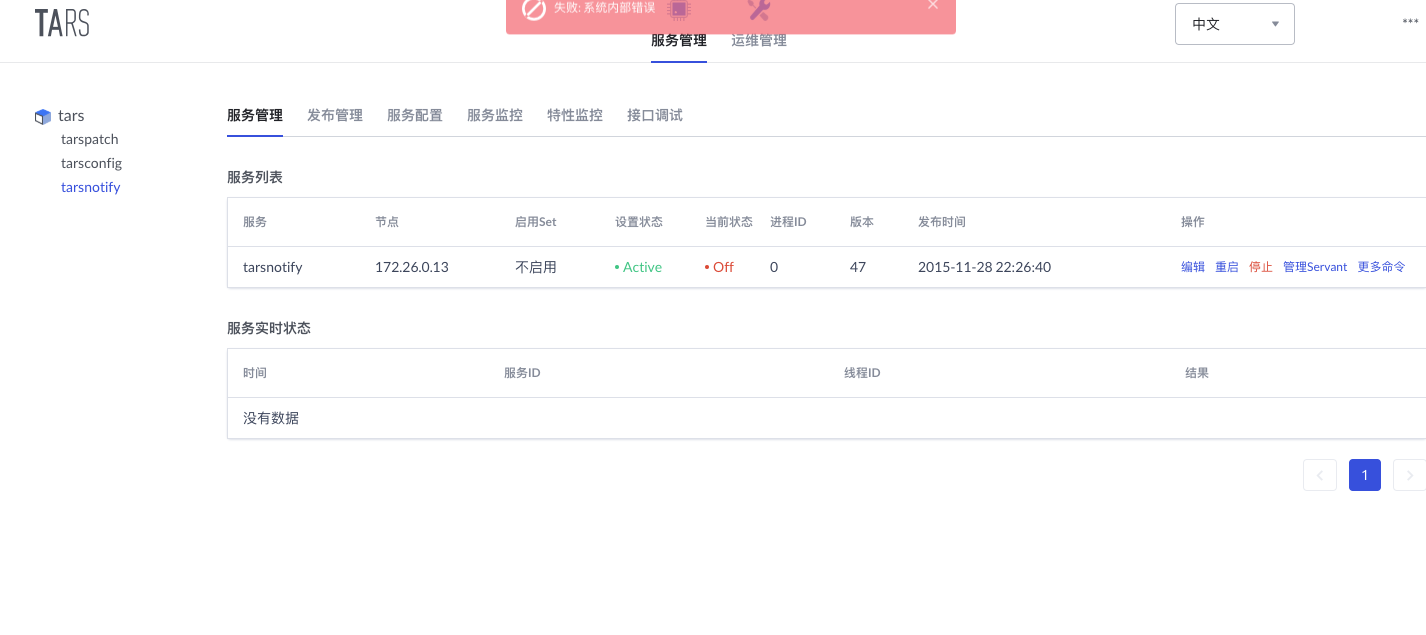 TARS
失败: 系统内部错误
服务管理 运维管理
中文
***
tars
tarspatch
tarsconfig
tarsnotify
服务管理 发布管理 服务配置 服务监控 特性监控 接口调试
服务列表
服务 节点 启用Set 设置状态 当前状态 进程ID 版本 发布时间 操作
tarsnotify 172.26.0.13 不启用 Active Off 0 47 2015-11-28 22:26:40 编辑 重启 停止 管理Servant 更多命令
服务实时状态
时间 服务ID 线程ID 结果
没有数据
1